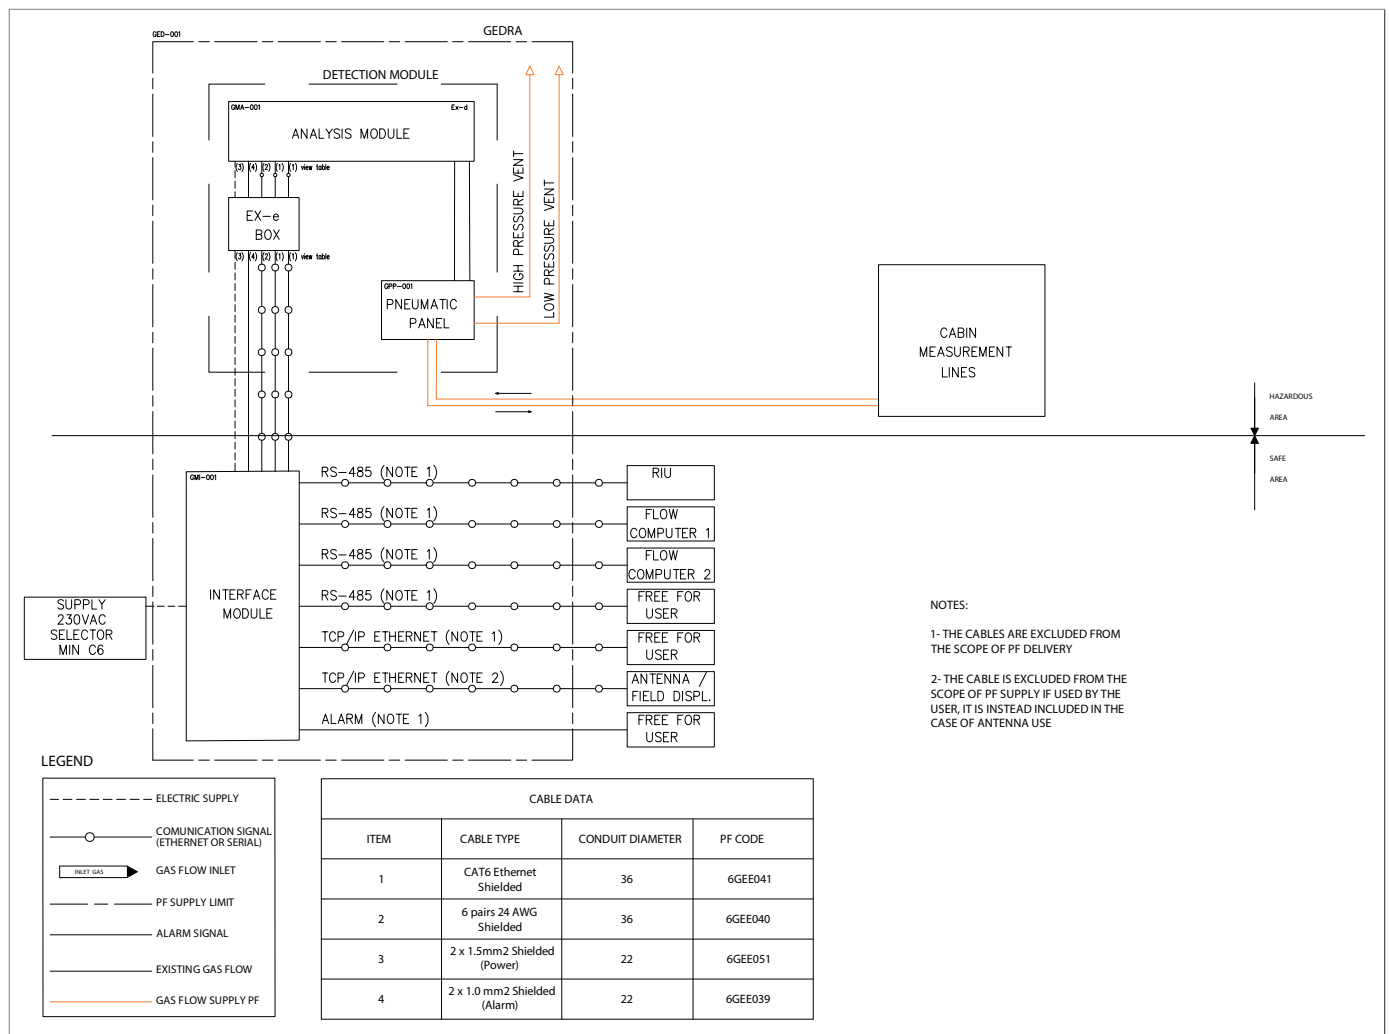 GED-001
GEDRA
DETECTION MODULE
GMA-001
Ex-d
ANALYSIS MODULE
(3) (4) (2) (1) (1) view table
EX-e
BOX
(3) (4) (2) (1) (1) view table
GPP-001
PNEUMATIC
PANEL
HIGH PRESSURE VENT
LOW PRESSURE VENT
CABIN
MEASUREMENT
LINES
HAZARDOUS
AREA
SAFE
AREA
GMI-001
INTERFACE
MODULE
SUPPLY
230VAC
SELECTOR
MIN C6
RS-485 (NOTE 1)
RIU
RS-485 (NOTE 1)
FLOW
COMPUTER 1
RS-485 (NOTE 1)
FLOW
COMPUTER 2
RS-485 (NOTE 1)
FREE FOR
USER
TCP/IP ETHERNET (NOTE 1)
FREE FOR
USER
TCP/IP ETHERNET (NOTE 2)
ANTENNA /
FIELD DISPL.
ALARM (NOTE 1)
FREE FOR
USER
NOTES:
1- THE CABLES ARE EXCLUDED FROM
THE SCOPE OF PF DELIVERY
2- THE CABLE IS EXCLUDED FROM THE
SCOPE OF PF SUPPLY IF USED BY THE
USER, IT IS INSTEAD INCLUDED IN THE
CASE OF ANTENNA USE
LEGEND
ELECTRIC SUPPLY
COMUNICATION SIGNAL
(ETHERNET OR SERIAL)
INLET GAS
GAS FLOW INLET
PF SUPPLY LIMIT
ALARM SIGNAL
EXISTING GAS FLOW
GAS FLOW SUPPLY PF
CABLE DATA
ITEM CABLE TYPE CONDUIT DIAMETER PF CODE
1 CAT6 Ethernet
Shielded 36 6GEE041
2 6 pairs 24 AWG
Shielded 36 6GEE040
3 2 x 1.5mm2 Shielded
(Power) 22 6GEE051
4 2 x 1.0 mm2 Shielded
(Alarm) 22 6GEE039